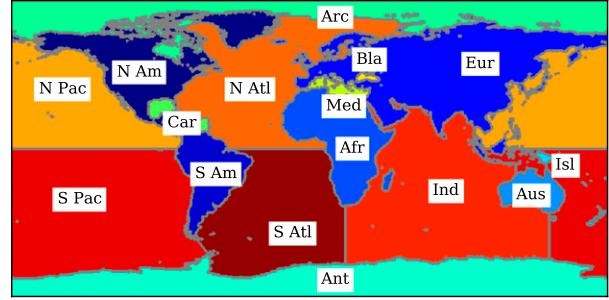 Arc
Bla
Eur
N Am
N Pac
N Atl
Med
Car
Afr
Isl
S Am
Ind
Aus
S Pac
S Atl
Ant